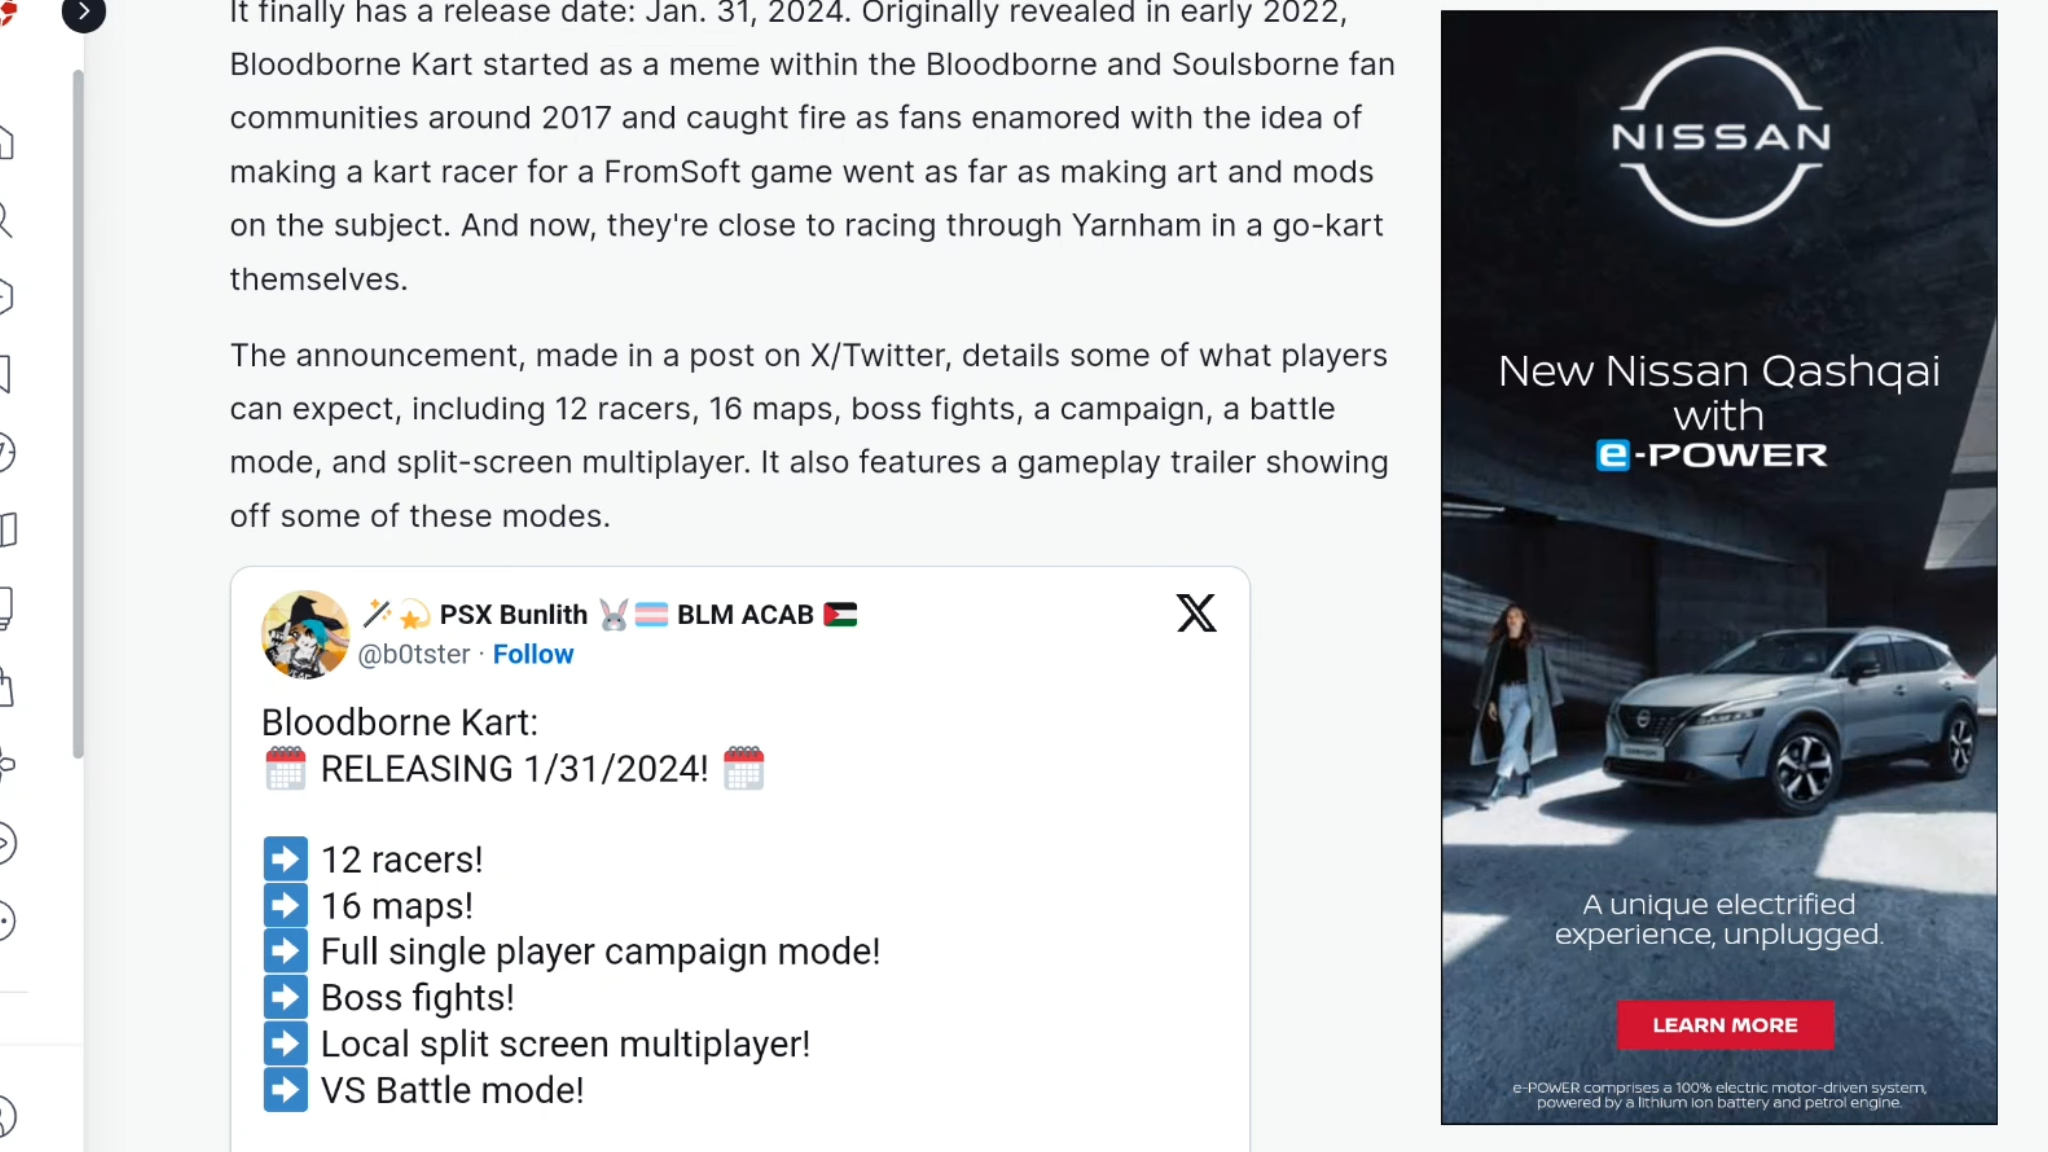 It finally has a release date: Jan. 31, 2024. Originally revealed in early 2022,
Bloodborne Kart started as a meme within the Bloodborne and Soulsborne fan
communities around 2017 and caught fire as fans enamored with the idea of
making a kart racer for a FromSoft game went as far as making art and mods
on the subject. And now, they're close to racing through Yarnham in a go-kart
themselves.
The announcement, made in a post on X/Twitter, details some of what players
can expect, including 12 racers, 16 maps, boss fights, a campaign, a battle
mode, and split-screen multiplayer. It also features a gameplay trailer showing
off some of these modes.
PSX Bunlith BLM ACAB
@b0tster · Follow
Bloodborne Kart:
RELEASING 1/31/2024!
12 racers!
16 maps!
Full single player campaign mode!
Boss fights!
Local split screen multiplayer!
VS Battle mode!
NISSAN
New Nissan Qashqai
with
e-POWER
QASHQAI
A unique electrified
experience, unplugged.
LEARN MORE
e-POWER comprises a 100% electric motor-driven system,
powered by a lithium ion battery and petrol engine.